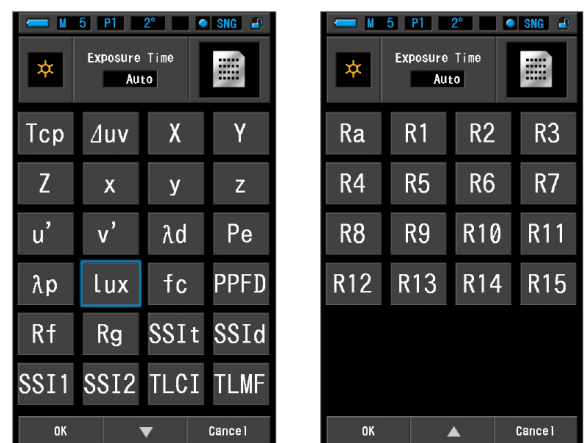 M 5 P1 2° SNG
Exposure Time
Auto
Tcp ⊿uv X Y
Z x y z
u’ v’ λd Pe
λp lux fc PPFD
Rf Rg SSIt SSId
SSI1 SSI2 TLCI TLMF
OK ▼ Cancel
M 5 P1 2° SNG
Exposure Time
Auto
Ra R1 R2 R3
R4 R5 R6 R7
R8 R9 R10 R11
R12 R13 R14 R15
OK ▲ Cancel